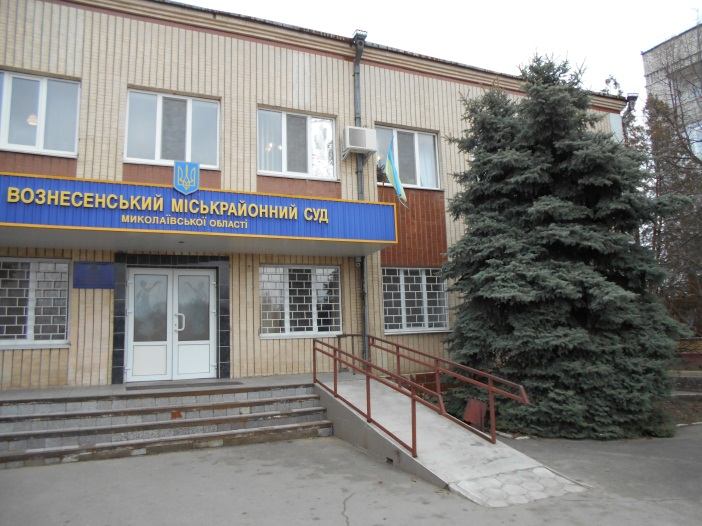 ВОЗНЕСЕНСЬКИЙ МІСЬКРАЙОННИЙ СУД
МИКОЛАЇВСЬКОЇ ОБЛАСТІ